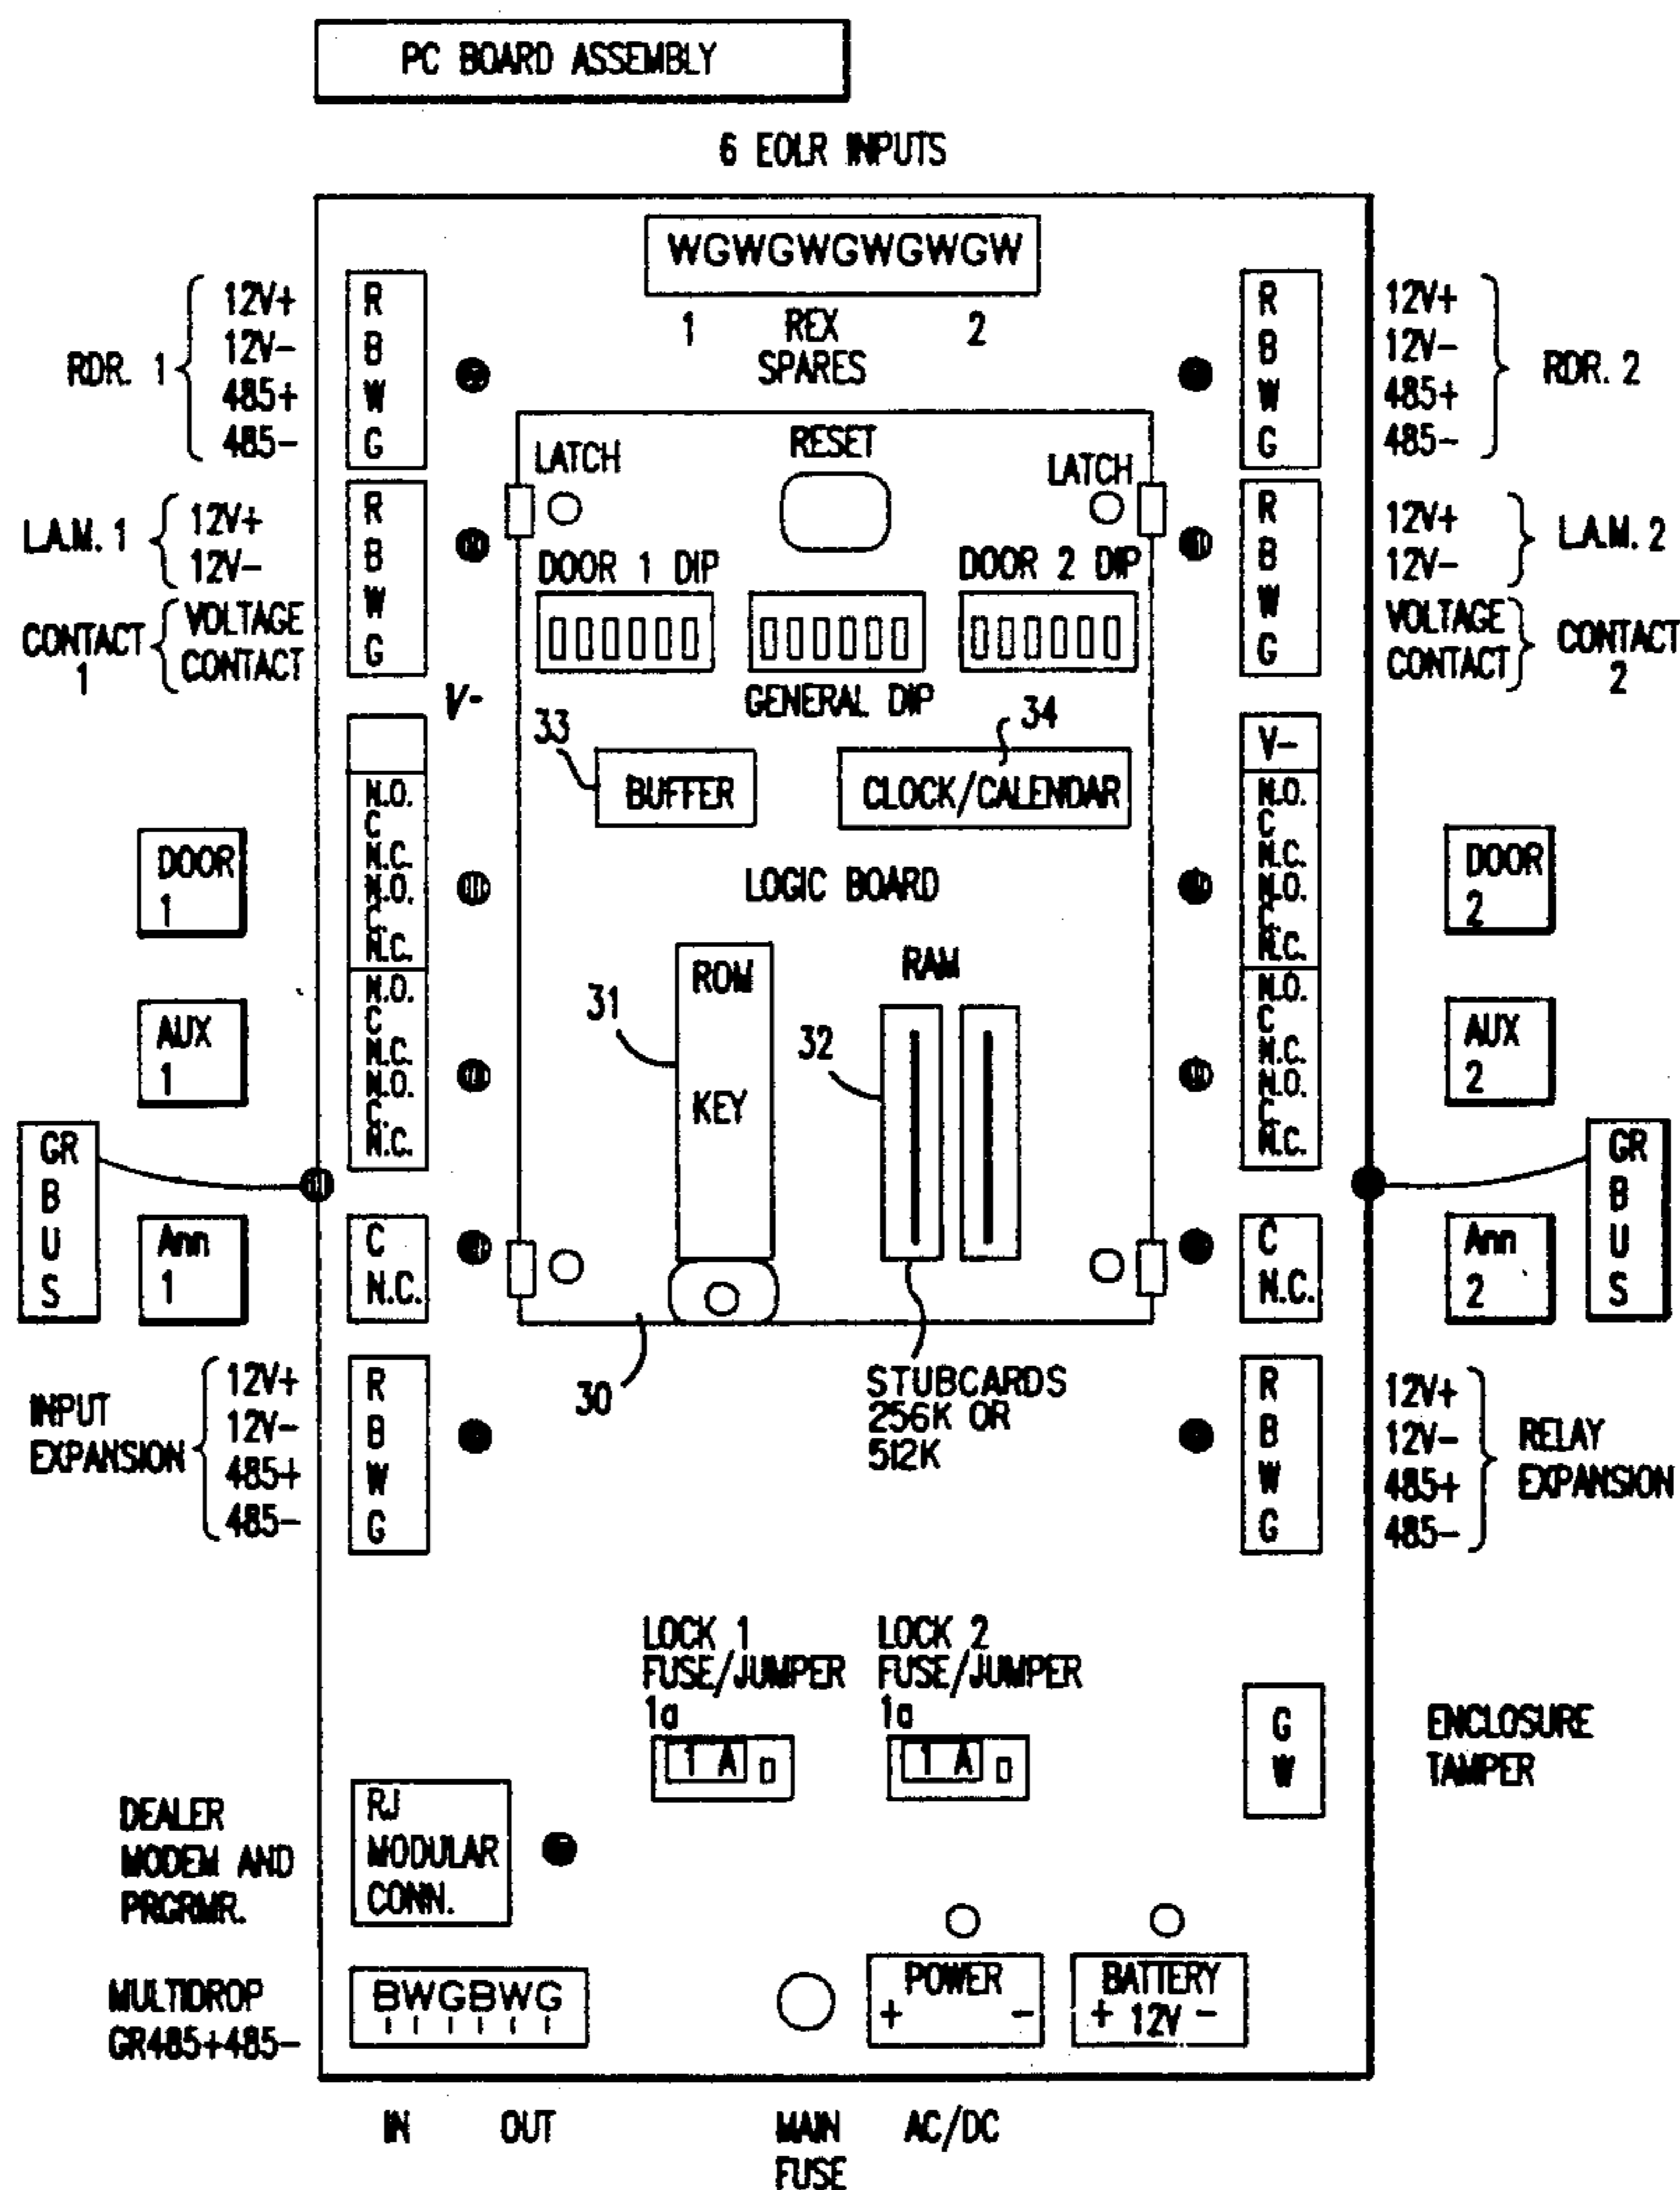 PC BOARD ASSEMBLY
6 EOLR INPUTS
WGWGWGWGWGW
1 REX 2
SPARES
RDR. 1
12V+
12V-
485+
485-
R
B
W
G
R
B
W
G
12V+
12V-
485+
485-
RDR. 2
L.A.M. 1
12V+
12V-
CONTACT
1
VOLTAGE
CONTACT
R
B
W
G
V-
R
B
W
G
12V+
12V-
L.A.M. 2
VOLTAGE
CONTACT
CONTACT
2
LATCH
RESET
LATCH
DOOR 1 DIP
DOOR 2 DIP
GENERAL DIP
33
34
BUFFER
CLOCK/CALENDAR
LOGIC BOARD
ROM
KEY
31
RAM
32
30
STUBCARDS
256K OR
512K
DOOR
1
AUX
1
GR
B
U
S
Ann
1
N.O.
C
N.C.
N.O.
C
N.C.
N.O.
C
N.C.
N.O.
C
N.C.
C
N.C.
V-
N.O.
C
N.C.
N.O.
C
N.C.
N.O.
C
N.C.
N.O.
C
N.C.
C
N.C.
DOOR
2
AUX
2
Ann
2
GR
B
U
S
INPUT
EXPANSION
12V+
12V-
485+
485-
R
B
W
G
R
B
W
G
12V+
12V-
485+
485-
RELAY
EXPANSION
LOCK 1
FUSE/JUMPER
1a
1 A
LOCK 2
FUSE/JUMPER
1a
1 A
G
W
ENCLOSURE
TAMPER
DEALER
MODEM AND
PRGRMR.
RJ
MODULAR
CONN.
MULTIDROP
GR485+485-
BWGBWG
POWER
+ -
BATTERY
+ 12V -
IN OUT
MAIN
FUSE
AC/DC